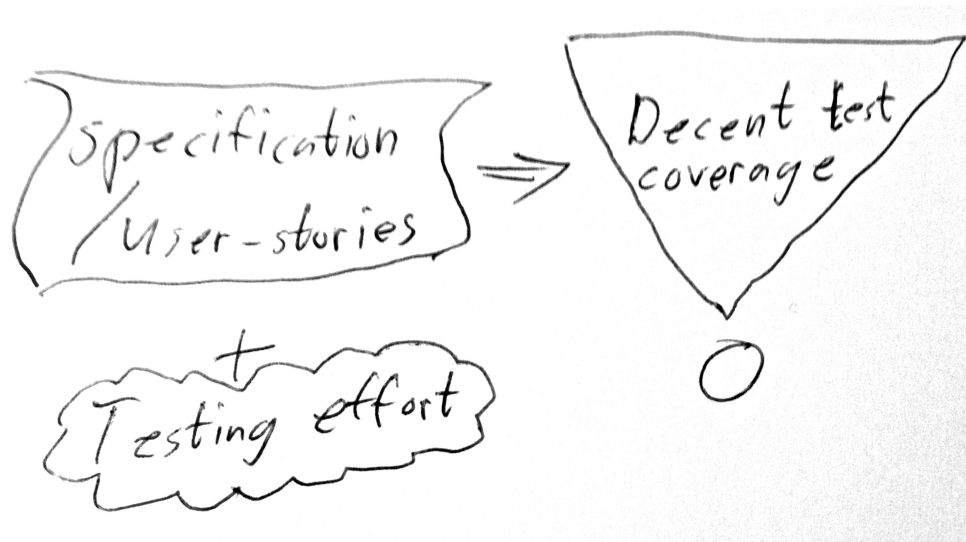 Specification
/User-stories
+
Testing effort
Decent test
coverage